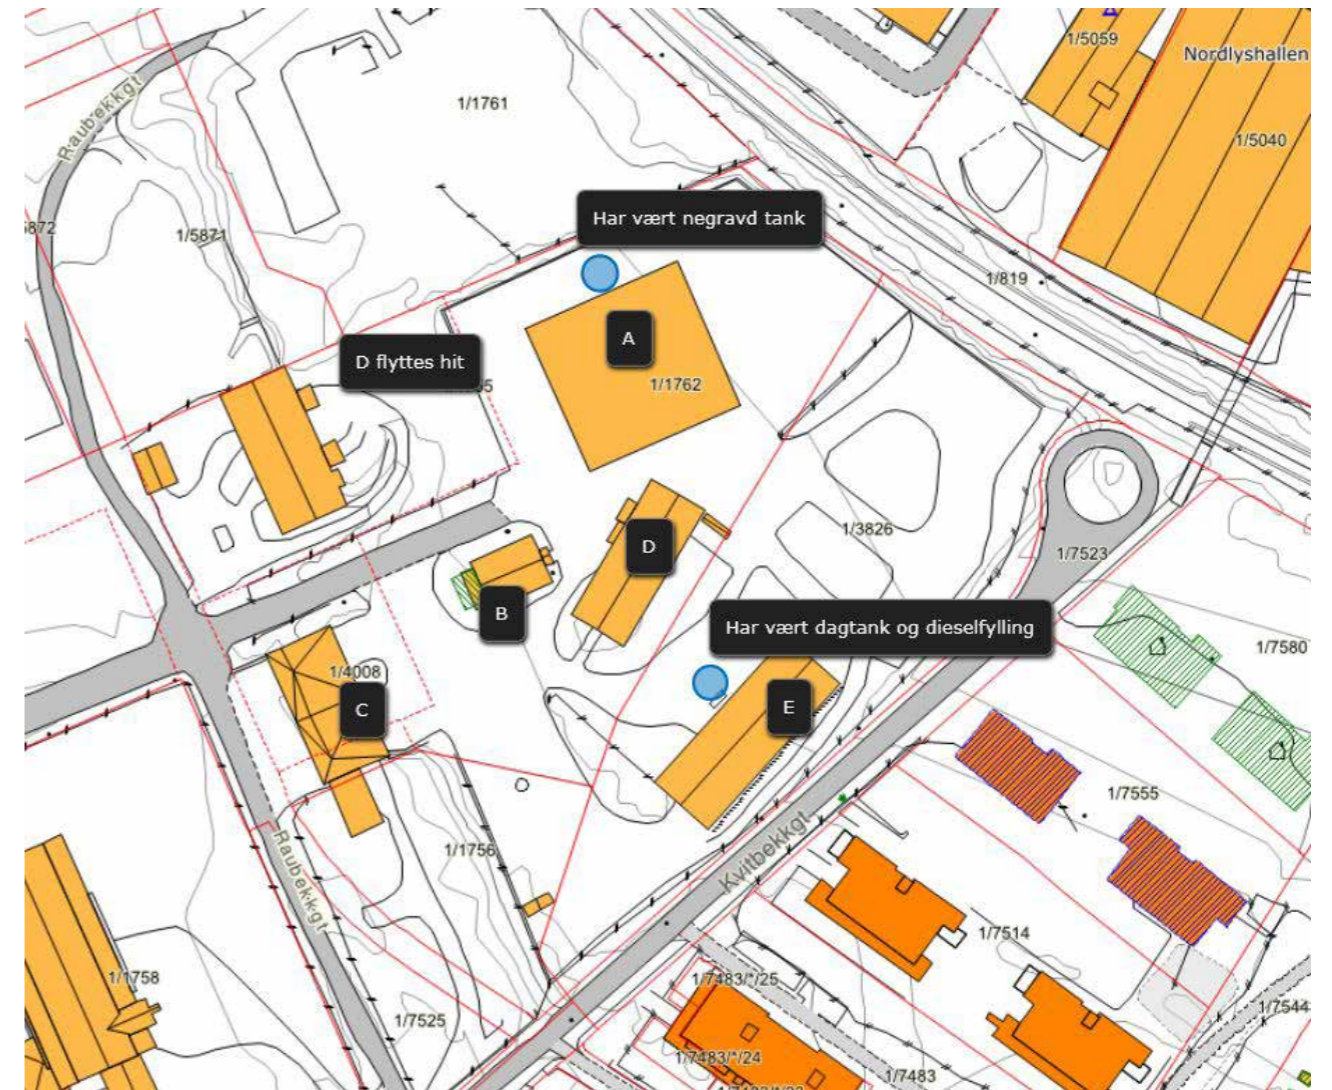 1/5059
Nordlyshallen
Raubekkgt
1/1761
1/5040
Har vært negravd tank
5872
1/5871
1/819
A
D flyttes hit
1/1762
1/3826
D
1/7523
B
Har vært dagtank og dieselfylling
1/7580
1/4008
C
E
1/7555
1/1756
Kvitbekkgt
Raubekkgt
1/7514
1/1758
1/7483/*/25
1/7544
1/7525
1/7483/*/24
1/7483